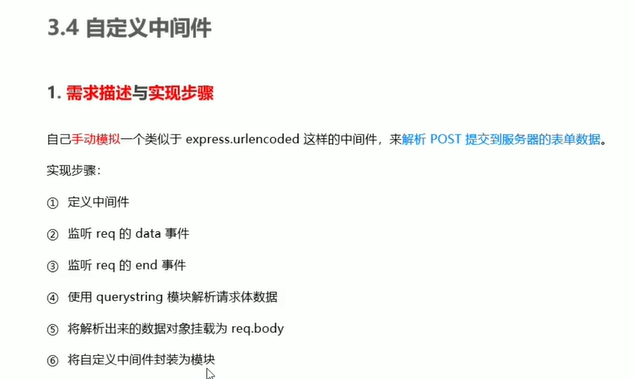 3.4 自定义中间件
1. 需求描述与实现步骤
自己手动模拟一个类似于 express.urlencoded 这样的中间件，来解析 POST 提交到服务器的表单数据。
实现步骤：
① 定义中间件
② 监听 req 的 data 事件
③ 监听 req 的 end 事件
④ 使用 querystring 模块解析请求体数据
⑤ 将解析出来的数据对象挂载为 req.body
⑥ 将自定义中间件封装为模块